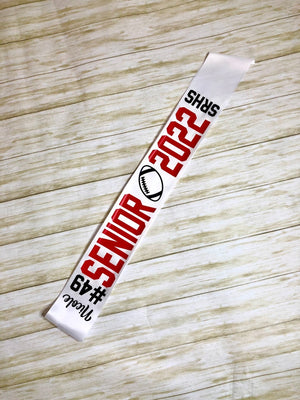 Nicole
#49
SENIOR 2022
SRHS